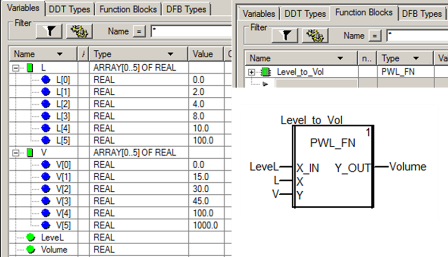 Variables DDT Types Function Blocks DFB Types
Filter
Name = *
Name Type Value
L ARRAY[0..5] OF REAL
L[0] REAL 0.0
L[1] REAL 2.0
L[2] REAL 4.0
L[3] REAL 8.0
L[4] REAL 10.0
L[5] REAL 100.0
V ARRAY[0..5] OF REAL
V[0] REAL 0.0
V[1] REAL 15.0
V[2] REAL 30.0
V[3] REAL 45.0
V[4] REAL 100.0
V[5] REAL 1000.0
LeveL REAL
Volume REAL
Variables DDT Types Function Blocks DFB Types
Filter
Name = *
Name n.. Type
Level_to_Vol PWL_FN
Level_to_Vol
1
PWL_FN
LeveL X_IN Y_OUT Volume
L X
V Y